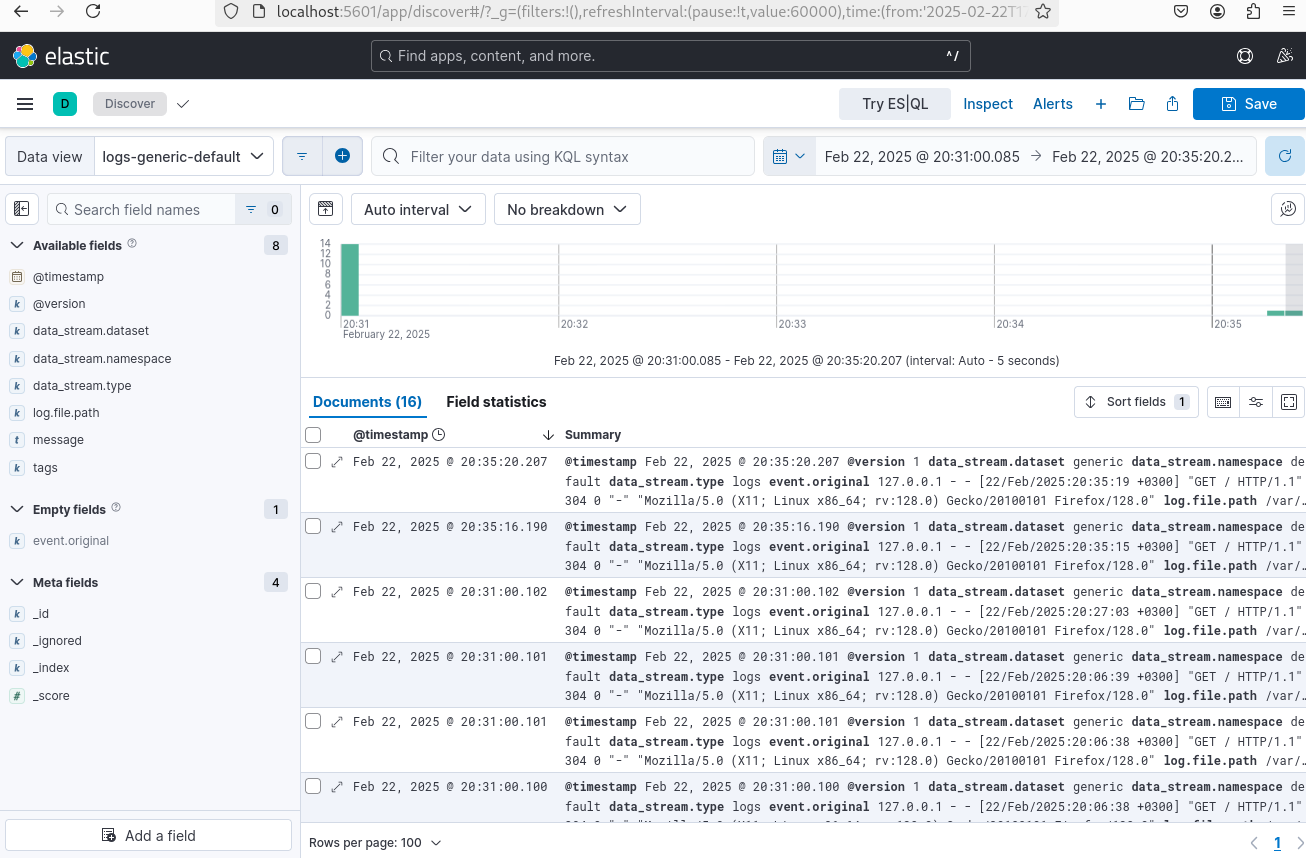 localhost:5601/app/discover#/?_g=(filters:!(),refreshInterval:(pause:!t,value:60000),time:(from:'2025-02-22T17
elastic
Find apps, content, and more.
^/
D
Discover
Try ES|QL
Inspect
Alerts
Save
Data view
logs-generic-default
Filter your data using KQL syntax
Feb 22, 2025 @ 20:31:00.085 → Feb 22, 2025 @ 20:35:20.2...
Search field names
0
Available fields
8
@timestamp
k @version
k data_stream.dataset
k data_stream.namespace
k data_stream.type
k log.file.path
t message
k tags
Empty fields
1
k event.original
Meta fields
4
k _id
k _ignored
k _index
# _score
Add a field
Auto interval
No breakdown
14
12
10
8
6
4
2
0
20:31
February 22, 2025
20:32
20:33
20:34
20:35
Feb 22, 2025 @ 20:31:00.085 - Feb 22, 2025 @ 20:35:20.207 (interval: Auto - 5 seconds)
Documents (16)
Field statistics
Sort fields 1
@timestamp
Summary
Feb 22, 2025 @ 20:35:20.207
@timestamp Feb 22, 2025 @ 20:35:20.207 @version 1 data_stream.dataset generic data_stream.namespace de
fault data_stream.type logs event.original 127.0.0.1 - - [22/Feb/2025:20:35:19 +0300] "GET / HTTP/1.1"
304 0 "-" "Mozilla/5.0 (X11; Linux x86_64; rv:128.0) Gecko/20100101 Firefox/128.0" log.file.path /var/…
Feb 22, 2025 @ 20:35:16.190
@timestamp Feb 22, 2025 @ 20:35:16.190 @version 1 data_stream.dataset generic data_stream.namespace de
fault data_stream.type logs event.original 127.0.0.1 - - [22/Feb/2025:20:35:15 +0300] "GET / HTTP/1.1"
304 0 "-" "Mozilla/5.0 (X11; Linux x86_64; rv:128.0) Gecko/20100101 Firefox/128.0" log.file.path /var/…
Feb 22, 2025 @ 20:31:00.102
@timestamp Feb 22, 2025 @ 20:31:00.102 @version 1 data_stream.dataset generic data_stream.namespace de
fault data_stream.type logs event.original 127.0.0.1 - - [22/Feb/2025:20:27:03 +0300] "GET / HTTP/1.1"
304 0 "-" "Mozilla/5.0 (X11; Linux x86_64; rv:128.0) Gecko/20100101 Firefox/128.0" log.file.path /var/…
Feb 22, 2025 @ 20:31:00.101
@timestamp Feb 22, 2025 @ 20:31:00.101 @version 1 data_stream.dataset generic data_stream.namespace de
fault data_stream.type logs event.original 127.0.0.1 - - [22/Feb/2025:20:06:39 +0300] "GET / HTTP/1.1"
304 0 "-" "Mozilla/5.0 (X11; Linux x86_64; rv:128.0) Gecko/20100101 Firefox/128.0" log.file.path /var/…
Feb 22, 2025 @ 20:31:00.101
@timestamp Feb 22, 2025 @ 20:31:00.101 @version 1 data_stream.dataset generic data_stream.namespace de
fault data_stream.type logs event.original 127.0.0.1 - - [22/Feb/2025:20:06:38 +0300] "GET / HTTP/1.1"
304 0 "-" "Mozilla/5.0 (X11; Linux x86_64; rv:128.0) Gecko/20100101 Firefox/128.0" log.file.path /var/…
Feb 22, 2025 @ 20:31:00.100
@timestamp Feb 22, 2025 @ 20:31:00.100 @version 1 data_stream.dataset generic data_stream.namespace de
fault data_stream.type logs event.original 127.0.0.1 - - [22/Feb/2025:20:06:38 +0300] "GET / HTTP/1.1"
Rows per page: 100
1